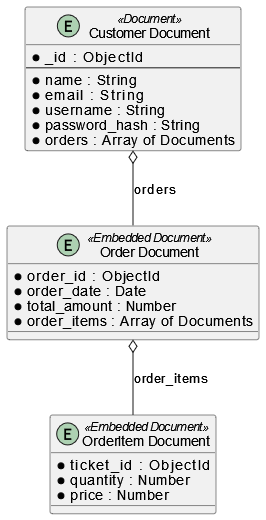 E «Document»
Customer Document
_id : ObjectId
name : String
email : String
username : String
password_hash : String
orders : Array of Documents
orders
E «Embedded Document»
Order Document
order_id : ObjectId
order_date : Date
total_amount : Number
order_items : Array of Documents
order_items
E «Embedded Document»
OrderItem Document
ticket_id : ObjectId
quantity : Number
price : Number